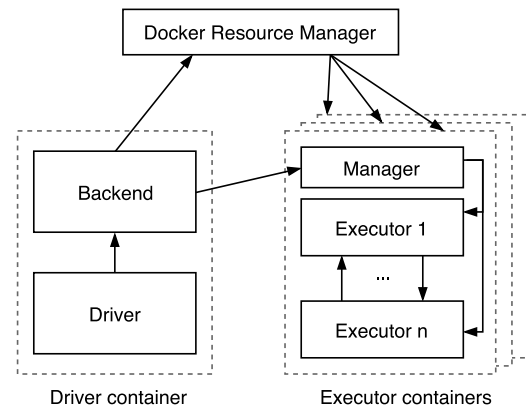 Docker Resource Manager
Backend
Manager
Executor 1
...
Driver
Executor n
Driver container
Executor containers